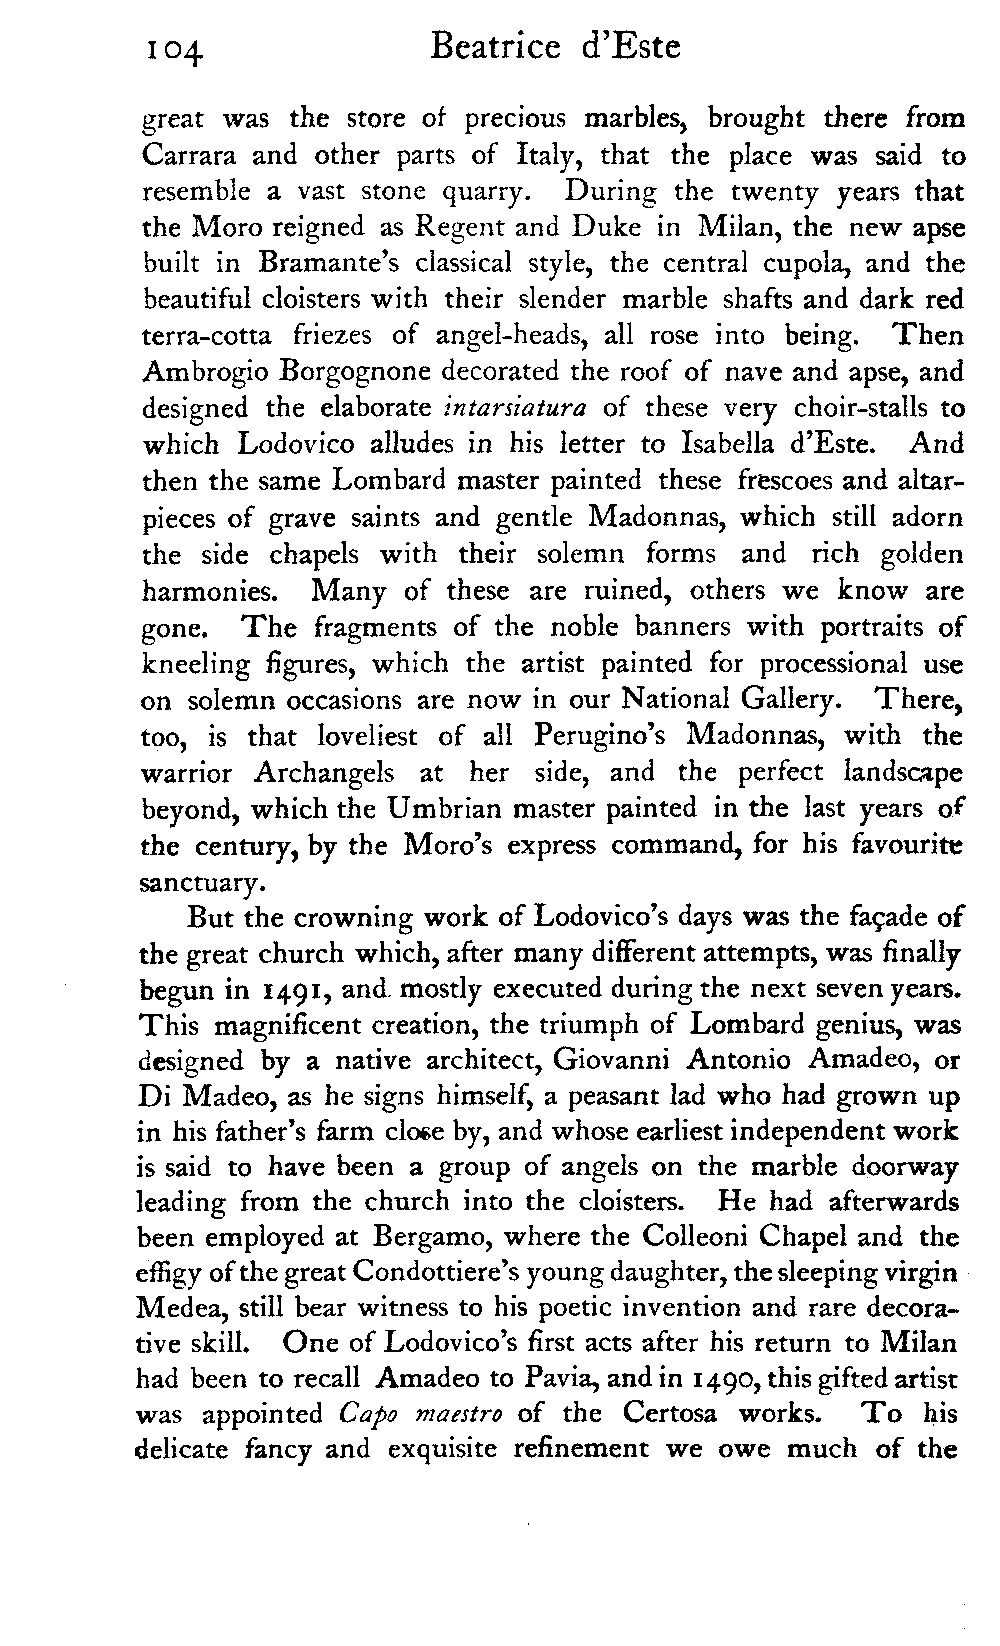 104 Beatrice d'Este
great was the store of precious marbles, brought there from
Carrara and other parts of Italy, that the place was said to
resemble a vast stone quarry. During the twenty years that
the Moro reigned as Regent and Duke in Milan, the new apse
built in Bramante's classical style, the central cupola, and the
beautiful cloisters with their slender marble shafts and dark red
terra-cotta friezes of angel-heads, all rose into being. Then
Ambrogio Borgognone decorated the roof of nave and apse, and
designed the elaborate intarsiatura of these very choir-stalls to
which Lodovico alludes in his letter to Isabella d'Este. And
then the same Lombard master painted these frescoes and altar-
pieces of grave saints and gentle Madonnas, which still adorn
the side chapels with their solemn forms and rich golden
harmonies. Many of these are ruined, others we know are
gone. The fragments of the noble banners with portraits of
kneeling figures, which the artist painted for processional use
on solemn occasions are now in our National Gallery. There,
too, is that loveliest of all Perugino's Madonnas, with the
warrior Archangels at her side, and the perfect landscape
beyond, which the Umbrian master painted in the last years of
the century, by the Moro's express command, for his favourite
sanctuary.
But the crowning work of Lodovico's days was the façade of
the great church which, after many different attempts, was finally
begun in 1491, and mostly executed during the next seven years.
This magnificent creation, the triumph of Lombard genius, was
designed by a native architect, Giovanni Antonio Amadeo, or
Di Madeo, as he signs himself, a peasant lad who had grown up
in his father's farm close by, and whose earliest independent work
is said to have been a group of angels on the marble doorway
leading from the church into the cloisters. He had afterwards
been employed at Bergamo, where the Colleoni Chapel and the
effigy of the great Condottiere's young daughter, the sleeping virgin
Medea, still bear witness to his poetic invention and rare decora-
tive skill. One of Lodovico's first acts after his return to Milan
had been to recall Amadeo to Pavia, and in 1490, this gifted artist
was appointed Capo maestro of the Certosa works. To his
delicate fancy and exquisite refinement we owe much of the